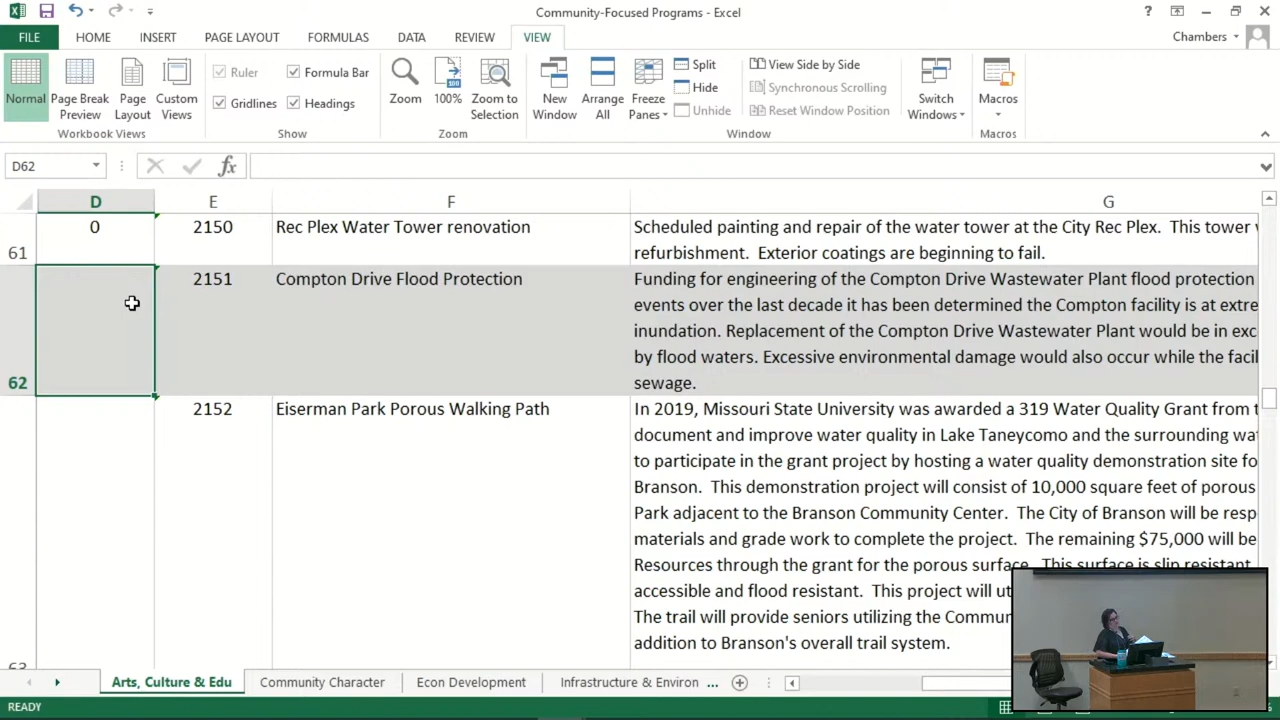 Community-Focused Programs - Excel
FILE HOME INSERT PAGE LAYOUT FORMULAS DATA REVIEW VIEW Chambers
Normal
Page Break Preview
Page Layout
Custom Views
Ruler
Formula Bar
Gridlines
Headings
Zoom
100%
Zoom to Selection
New Window
Arrange All
Freeze Panes
Split
Hide
Unhide
View Side by Side
Synchronous Scrolling
Reset Window Position
Switch Windows
Macros
Workbook Views Show Zoom Window Macros
D62 fx
D E F G
61 0 2150 Rec Plex Water Tower renovation
Scheduled painting and repair of the water tower at the City Rec Plex. This tower
refurbishment. Exterior coatings are beginning to fail.
62 2151 Compton Drive Flood Protection
Funding for engineering of the Compton Drive Wastewater Plant flood protection
events over the last decade it has been determined the Compton facility is at extre
inundation. Replacement of the Compton Drive Wastewater Plant would be in exc
by flood waters. Excessive environmental damage would also occur while the facil
sewage.
63 2152 Eiserman Park Porous Walking Path
In 2019, Missouri State University was awarded a 319 Water Quality Grant from
document and improve water quality in Lake Taneycomo and the surrounding wa
to participate in the grant project by hosting a water quality demonstration site fo
Branson. This demonstration project will consist of 10,000 square feet of porous
Park adjacent to the Branson Community Center. The City of Branson will be resp
materials and grade work to complete the project. The remaining $75,000 will be
Resources through the grant for the porous surface. This surface is slip resistant,
accessible and flood resistant. This project will ut
The trail will provide seniors utilizing the Commun
addition to Branson's overall trail system.
Arts, Culture & Edu Community Character Econ Development Infrastructure & Environ ...
READY